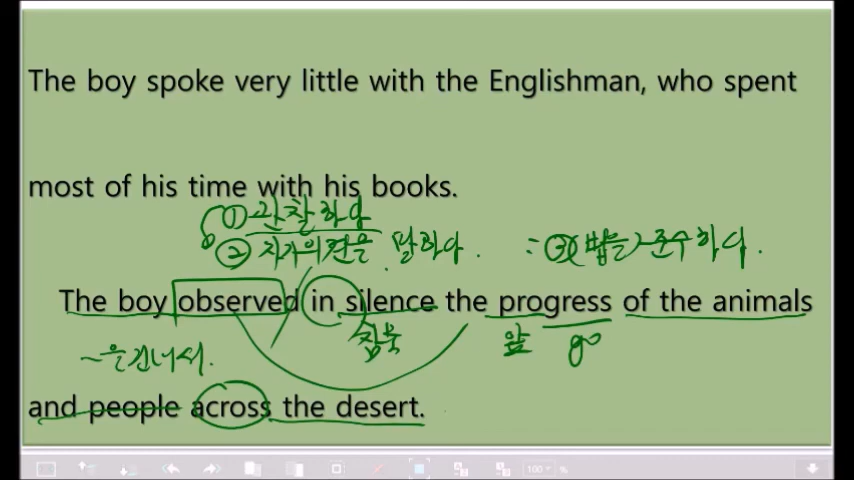 The boy spoke very little with the Englishman, who spent
most of his time with his books.
① 관찰하다
② 자기의견을 말하다. : ③(법을) 준수하다.
The boy observed in silence the progress of the animals
~을 건너서. 침묵 앞 go
and people across the desert.
100 %